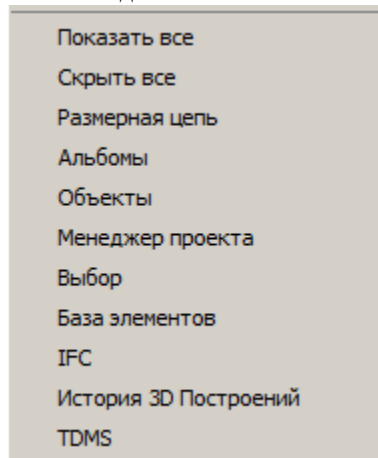 Показать все
Скрыть все
Размерная цепь
Альбомы
Объекты
Менеджер проекта
Выбор
База элементов
IFC
История 3D Построений
TDMS